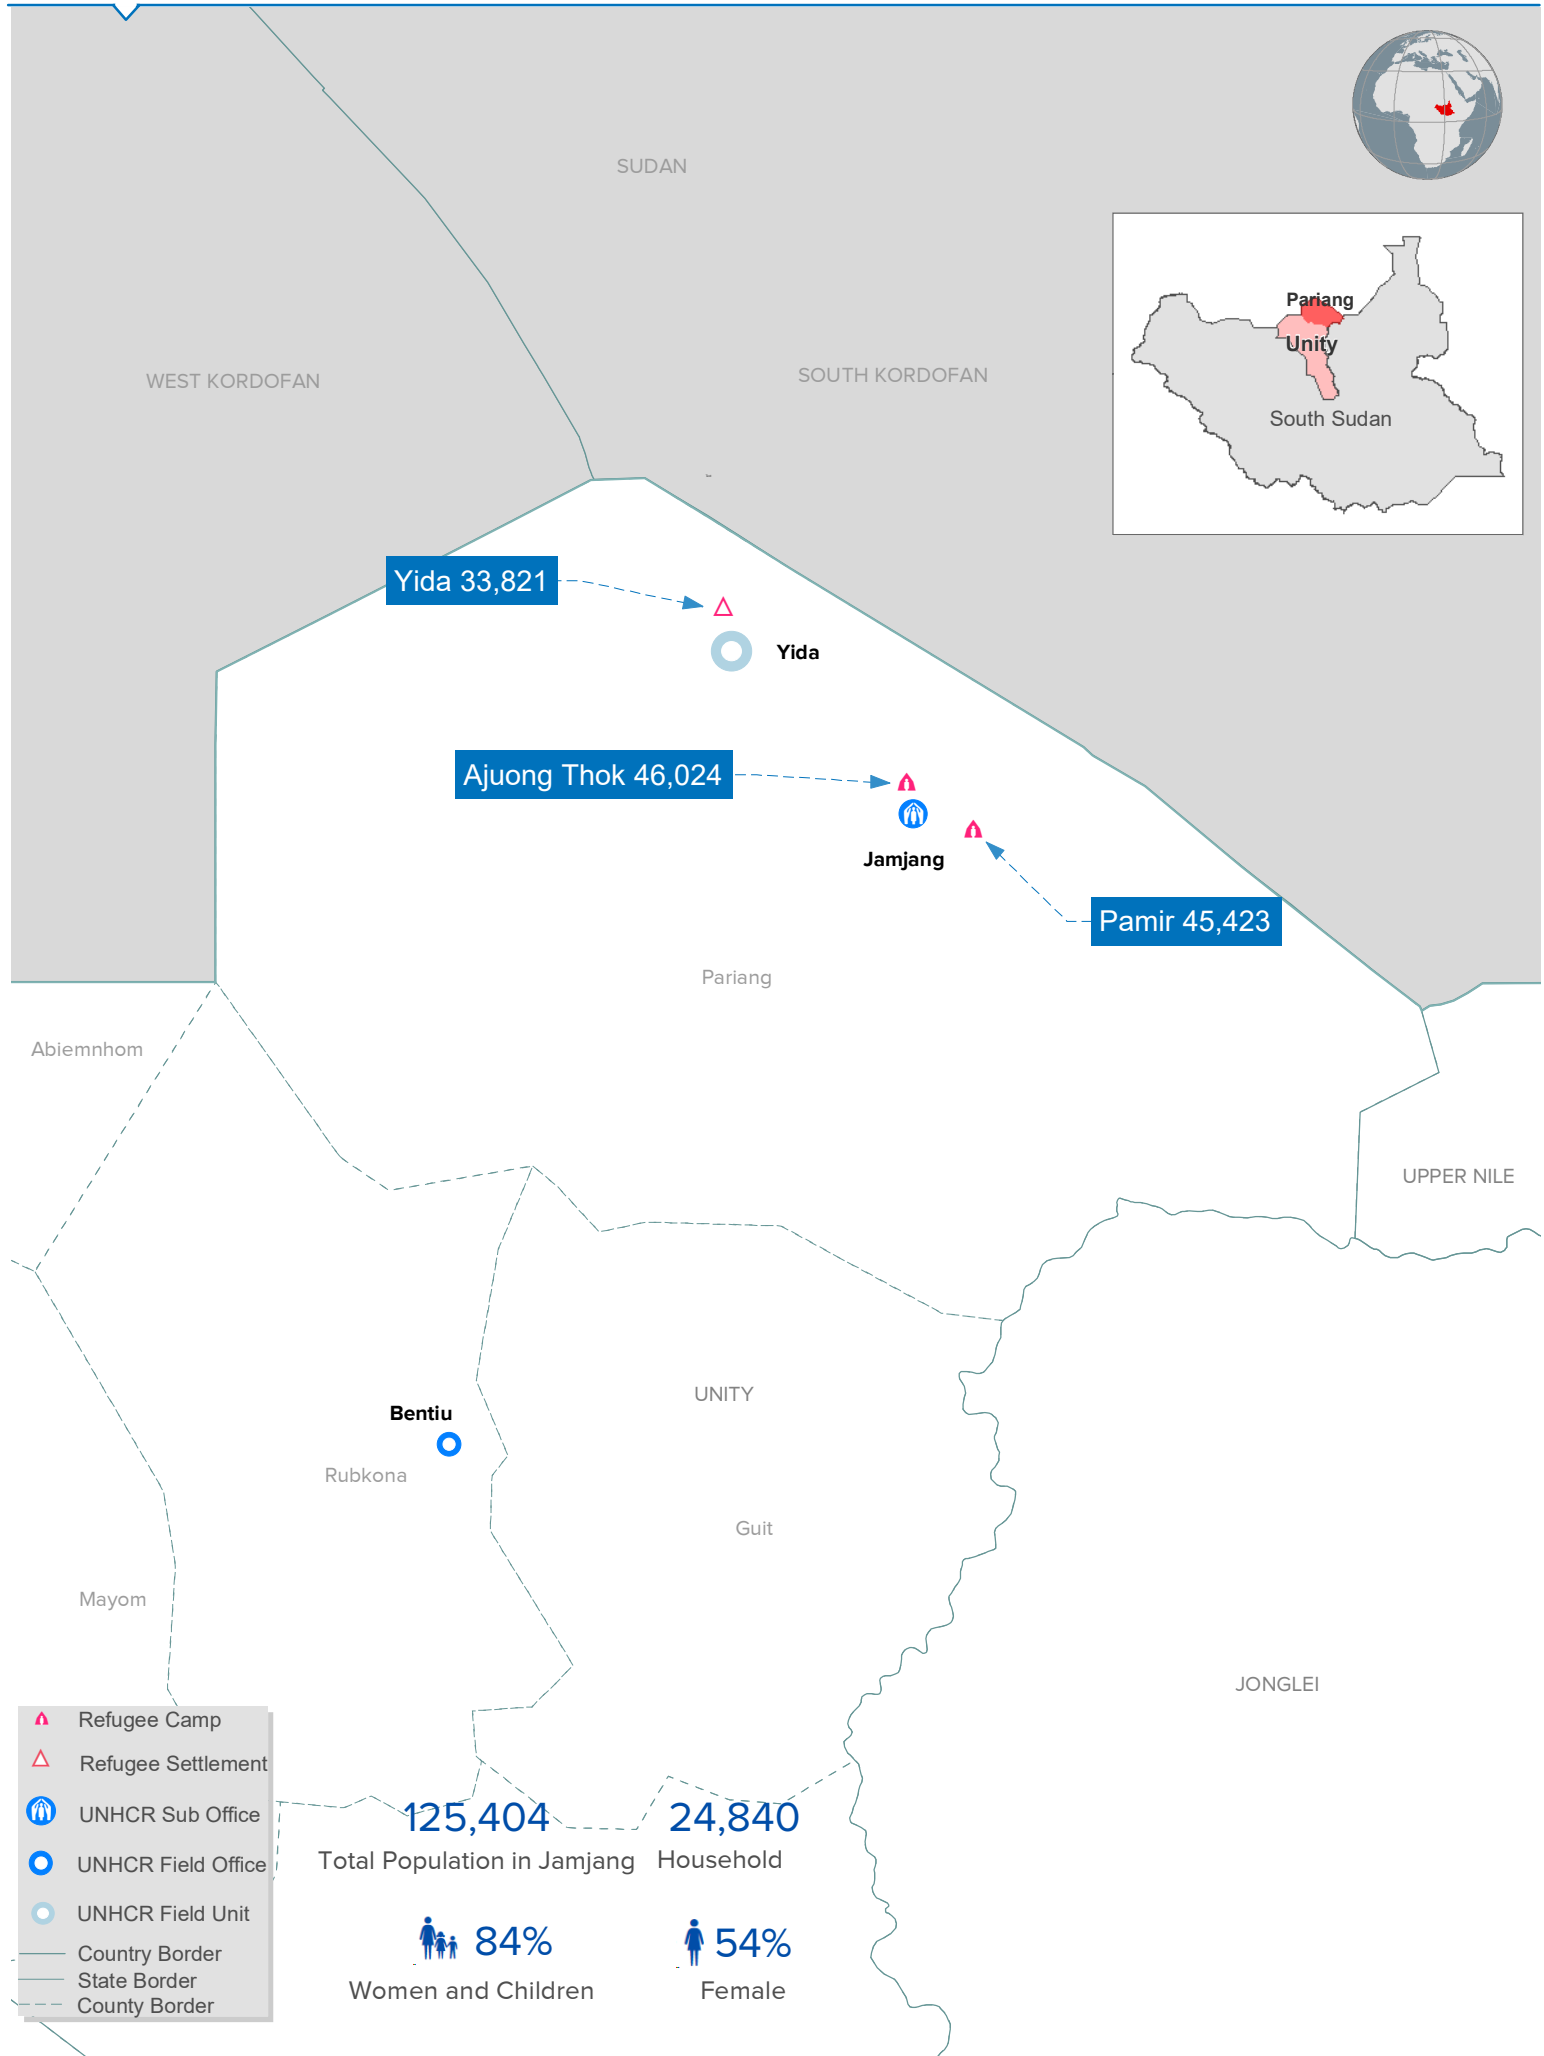 SUDAN
Pariang
Unity
South Sudan
WEST KORDOFAN
SOUTH KORDOFAN
Yida 33,821
Yida
Ajuong Thok 46,024
Jamjang
Pamir 45,423
Pariang
Abiemnhom
UPPER NILE
UNITY
Bentiu
Rubkona
Guit
Mayom
JONGLEI
Refugee Camp
Refugee Settlement
UNHCR Sub Office
UNHCR Field Office
UNHCR Field Unit
Country Border
State Border
County Border
125,404
Total Population in Jamjang
24,840
Household
84%
Women and Children
54%
Female